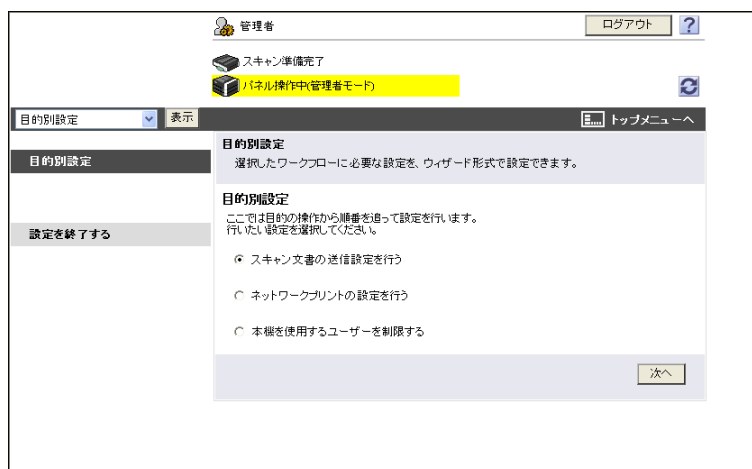 管理者
ログアウト
?
スキャン準備完了
パネル操作中(管理者モード)
目的別設定
表示
トップメニューへ
目的別設定
設定を終了する
目的別設定
選択したワークフローに必要な設定を、ウィザード形式で設定できます。
目的別設定
ここでは目的の操作から順番を追って設定を行います。
行いたい設定を選択してください。
スキャン文書の送信設定を行う
ネットワークプリントの設定を行う
本機を使用するユーザーを制限する
次へ